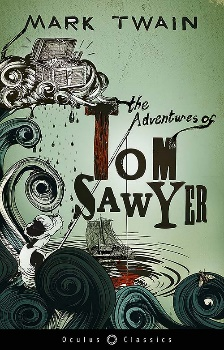 MARK TWAIN
the
Adventures of
TOM
SAWYER
Oculus Classics